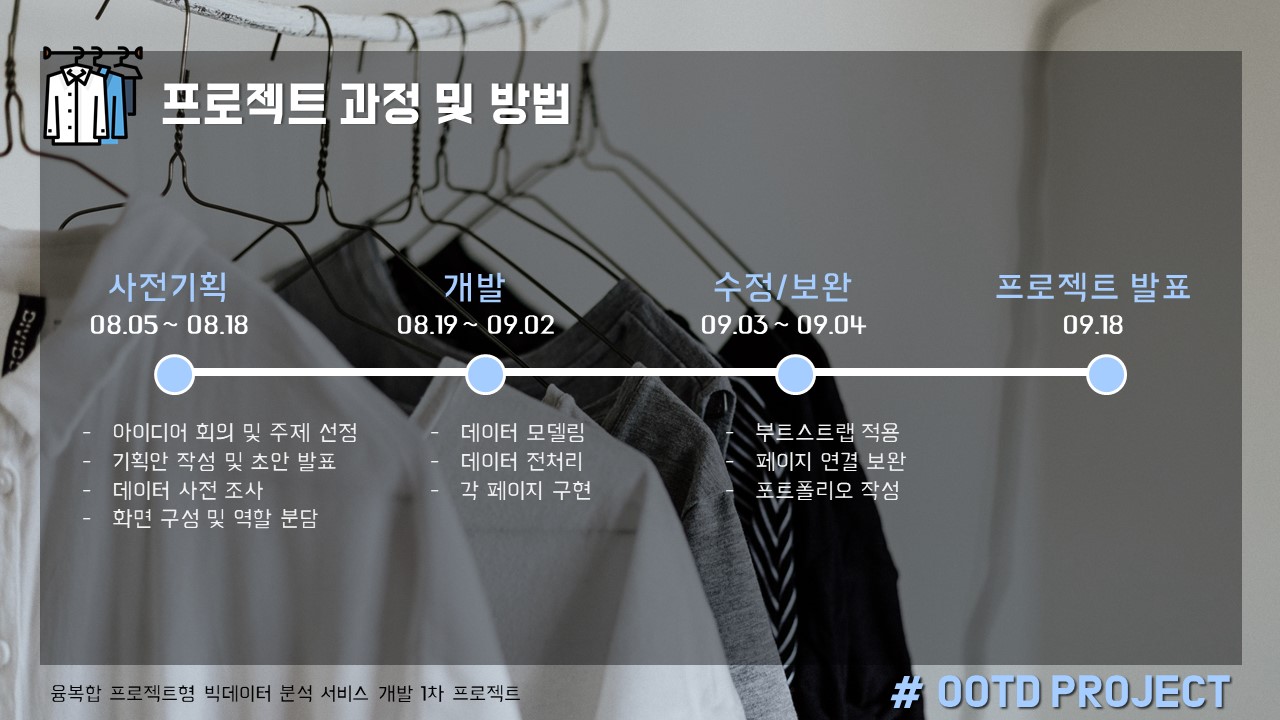 프로젝트 과정 및 방법
사전기획
08.05 ~ 08.18
개발
08.19 ~ 09.02
수정/보완
09.03 ~ 09.04
프로젝트 발표
09.18
- 아이디어 회의 및 주제 선정
- 기획안 작성 및 초안 발표
- 데이터 사전 조사
- 화면 구성 및 역할 분담
- 데이터 모델링
- 데이터 전처리
- 각 페이지 구현
- 부트스트랩 적용
- 페이지 연결 보완
- 포트폴리오 작성
융복합 프로젝트형 빅데이터 분석 서비스 개발 1차 프로젝트
# OOTD PROJECT